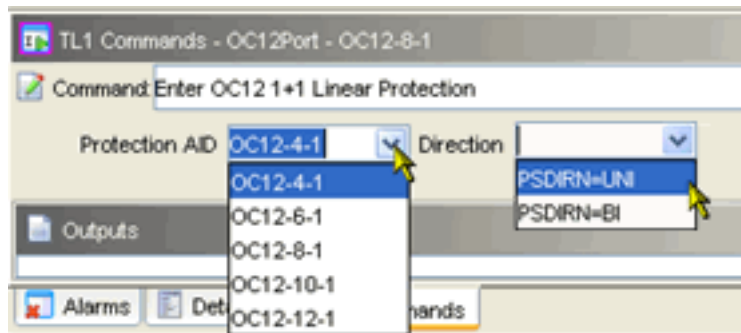 TL1 Commands - OC12Port - OC12-8-1
Command: Enter OC12 1+1 Linear Protection
Protection AID OC12-4-1 Direction
OC12-4-1 PSDIRN=UNI
OC12-6-1 PSDIRN=BI
Outputs
OC12-8-1
OC12-10-1
Alarms Det ands
OC12-12-1